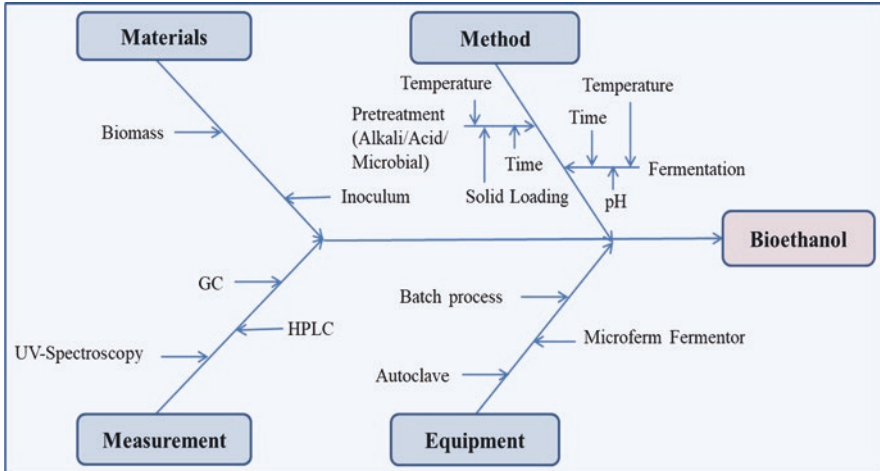 Materials
Method
Temperature
Temperature
Pretreatment
(Alkali/Acid/
Microbial)
Time
Biomass
Time
Solid Loading
Fermentation
pH
Inoculum
Bioethanol
GC
Batch process
HPLC
Microferm Fermentor
UV-Spectroscopy
Autoclave
Measurement
Equipment